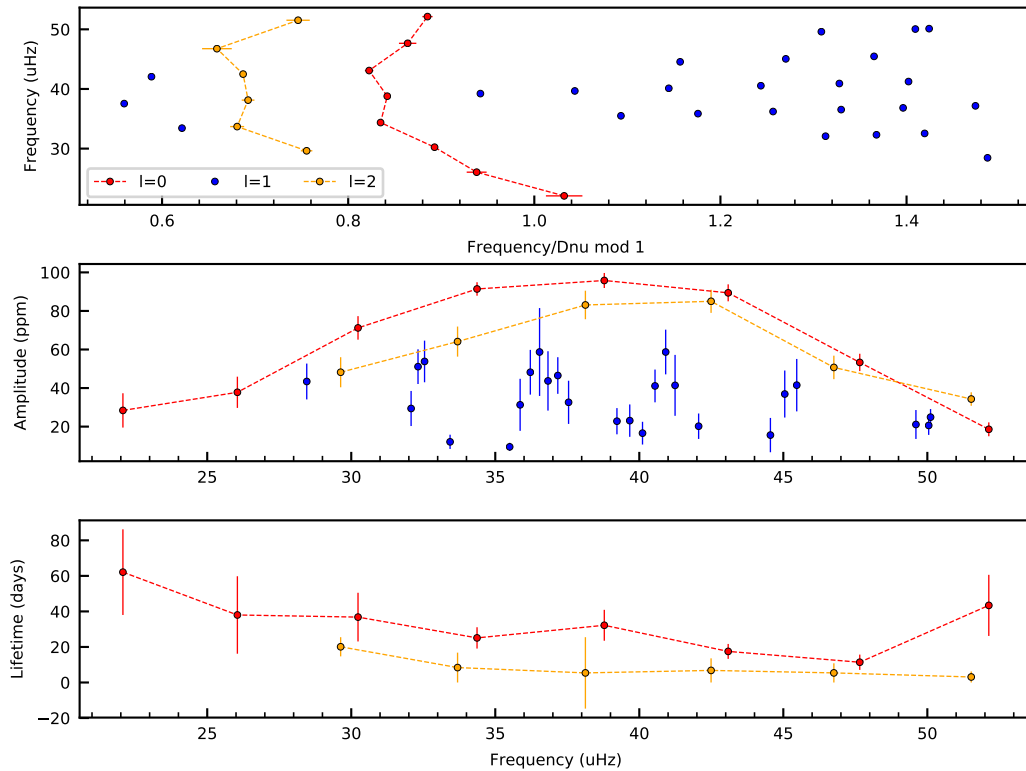 50
40
30
Frequency (uHz)
l=0 l=1 l=2
0.6 0.8 1.0 1.2 1.4
Frequency/Dnu mod 1
100
80
60
40
20
Amplitude (ppm)
25 30 35 40 45 50
80
60
40
20
0
−20
Lifetime (days)
25 30 35 40 45 50
Frequency (uHz)